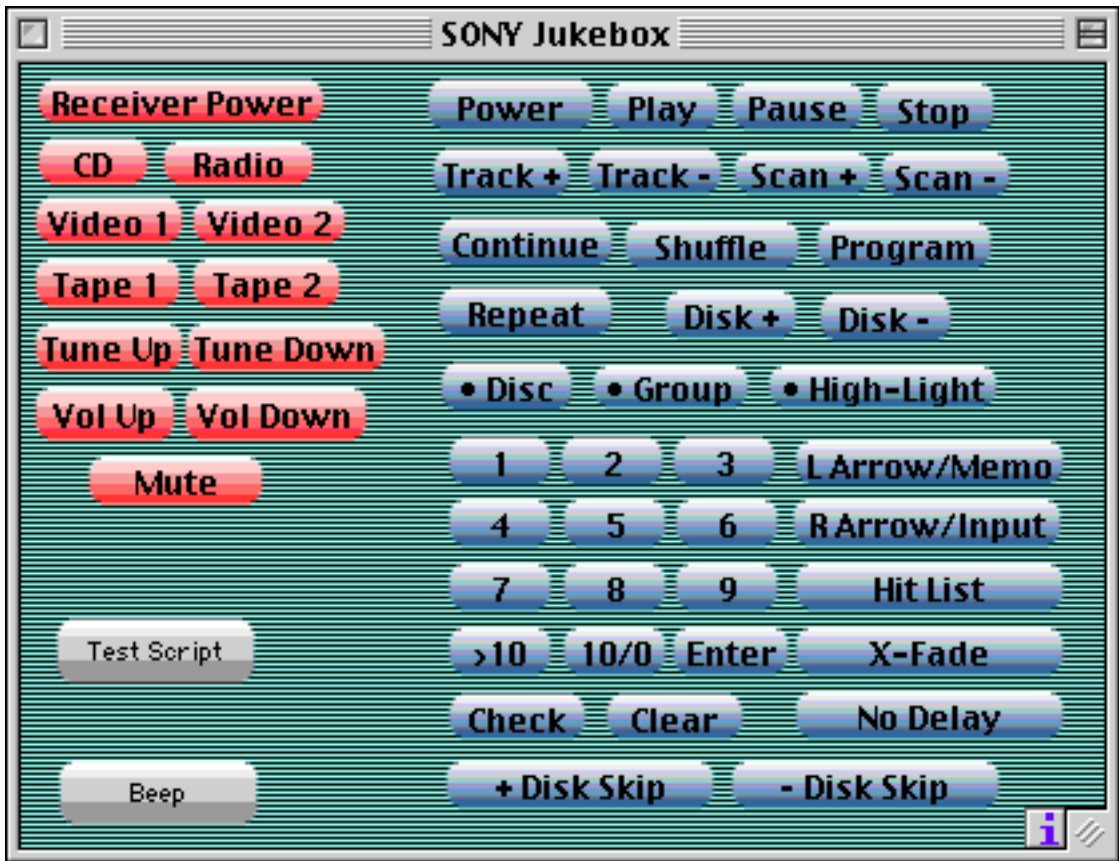 SONY Jukebox
Receiver Power
CD Radio
Video 1 Video 2
Tape 1 Tape 2
Tune Up Tune Down
Vol Up Vol Down
Mute
Test Script
Beep
Power Play Pause Stop
Track + Track - Scan + Scan -
Continue Shuffle Program
Repeat Disk + Disk -
• Disc • Group • High-Light
1 2 3 L Arrow/Memo
4 5 6 R Arrow/Input
7 8 9 Hit List
>10 10/0 Enter X-Fade
Check Clear No Delay
+ Disk Skip - Disk Skip
i